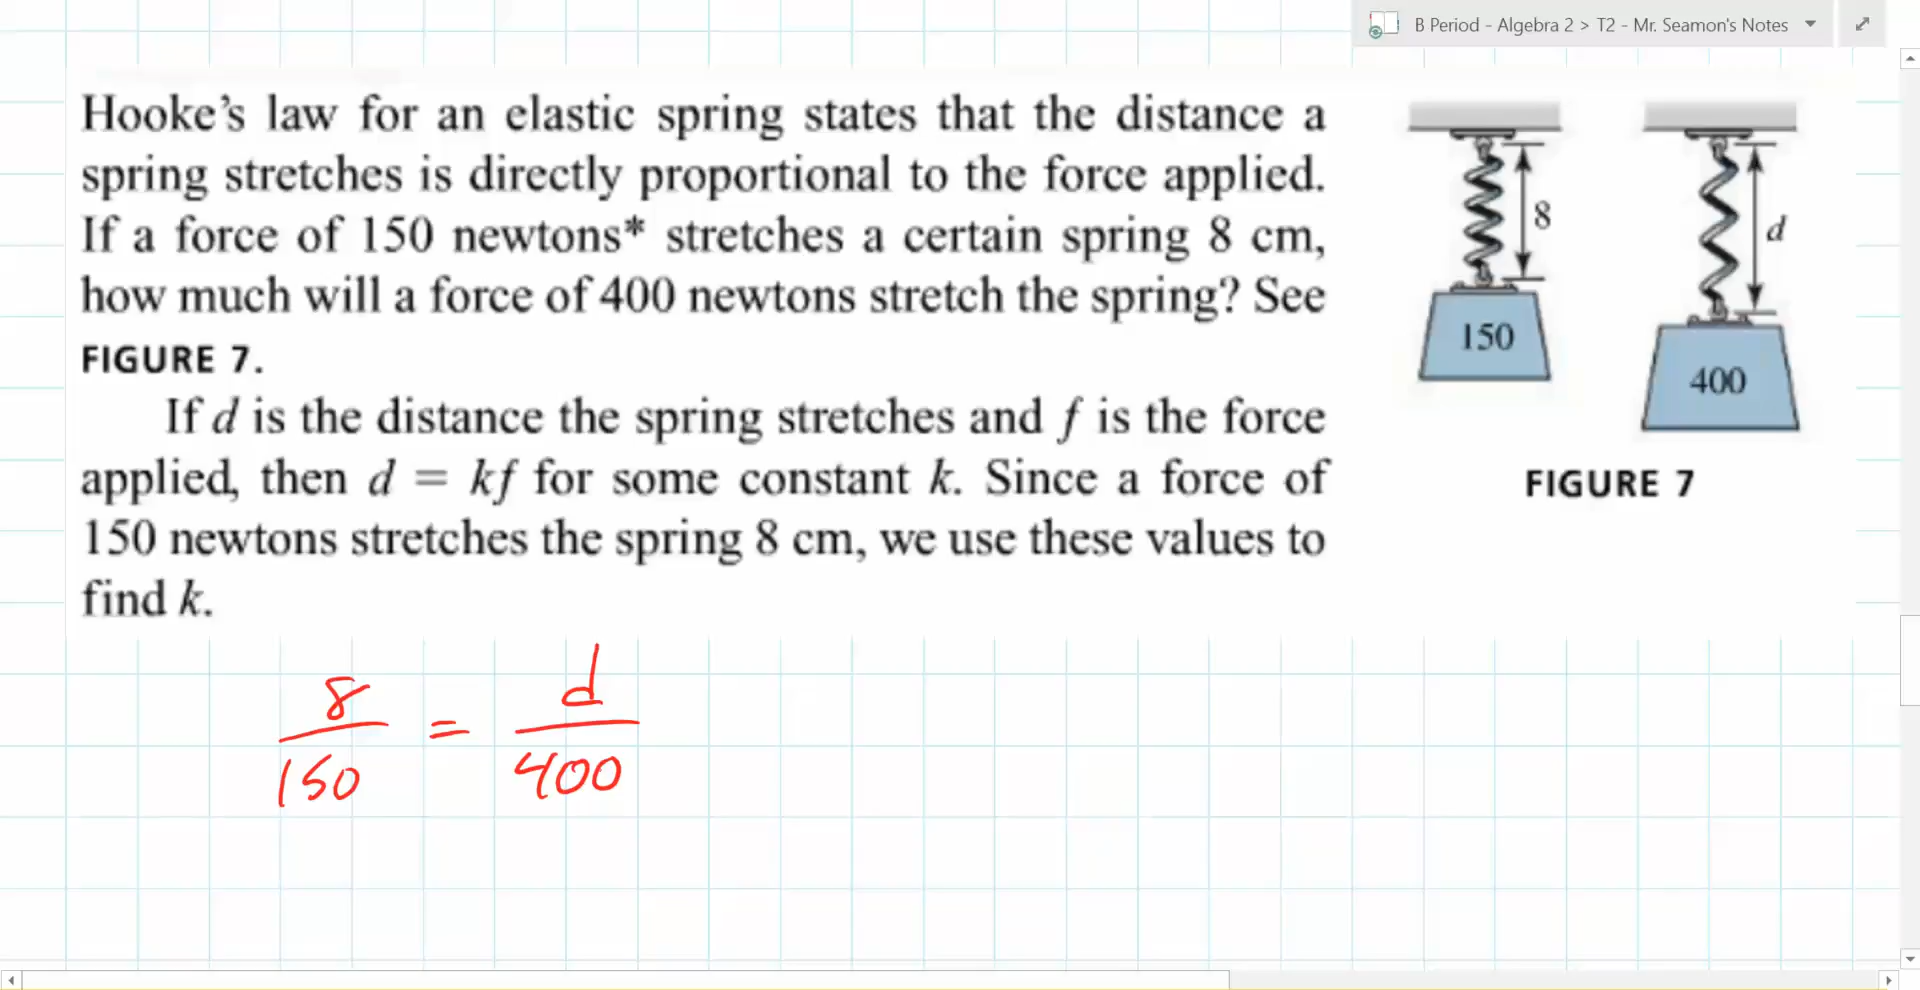 B Period - Algebra 2 > T2 - Mr. Seamon's Notes
Hooke's law for an elastic spring states that the distance a
spring stretches is directly proportional to the force applied.
If a force of 150 newtons* stretches a certain spring 8 cm,
how much will a force of 400 newtons stretch the spring? See
FIGURE 7.
If d is the distance the spring stretches and f is the force
applied, then d = kf for some constant k. Since a force of
150 newtons stretches the spring 8 cm, we use these values to
find k.
8
d
150
400
FIGURE 7
8/150 = d/400